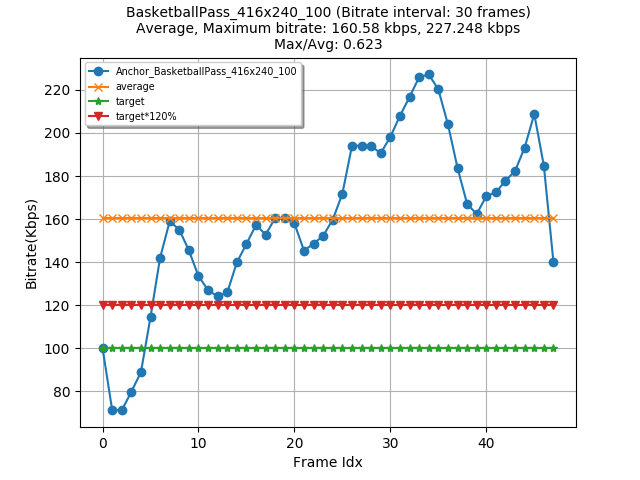 BasketballPass_416x240_100 (Bitrate interval: 30 frames)
Average, Maximum bitrate: 160.58 kbps, 227.248 kbps
Max/Avg: 0.623
Anchor_BasketballPass_416x240_100
average
target
target*120%
Bitrate(Kbps)
220
200
180
160
140
120
100
80
0 10 20 30 40
Frame Idx